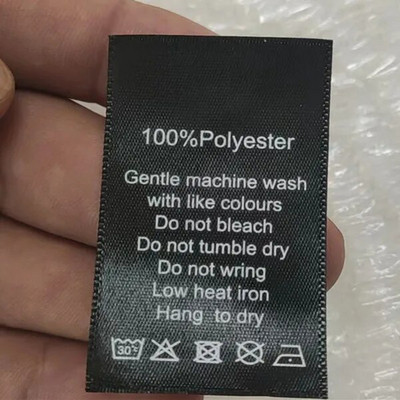 100%Polyester
Gentle machine wash
with like colours
Do not bleach
Do not tumble dry
Do not wring
Low heat iron
Hang to dry
30°